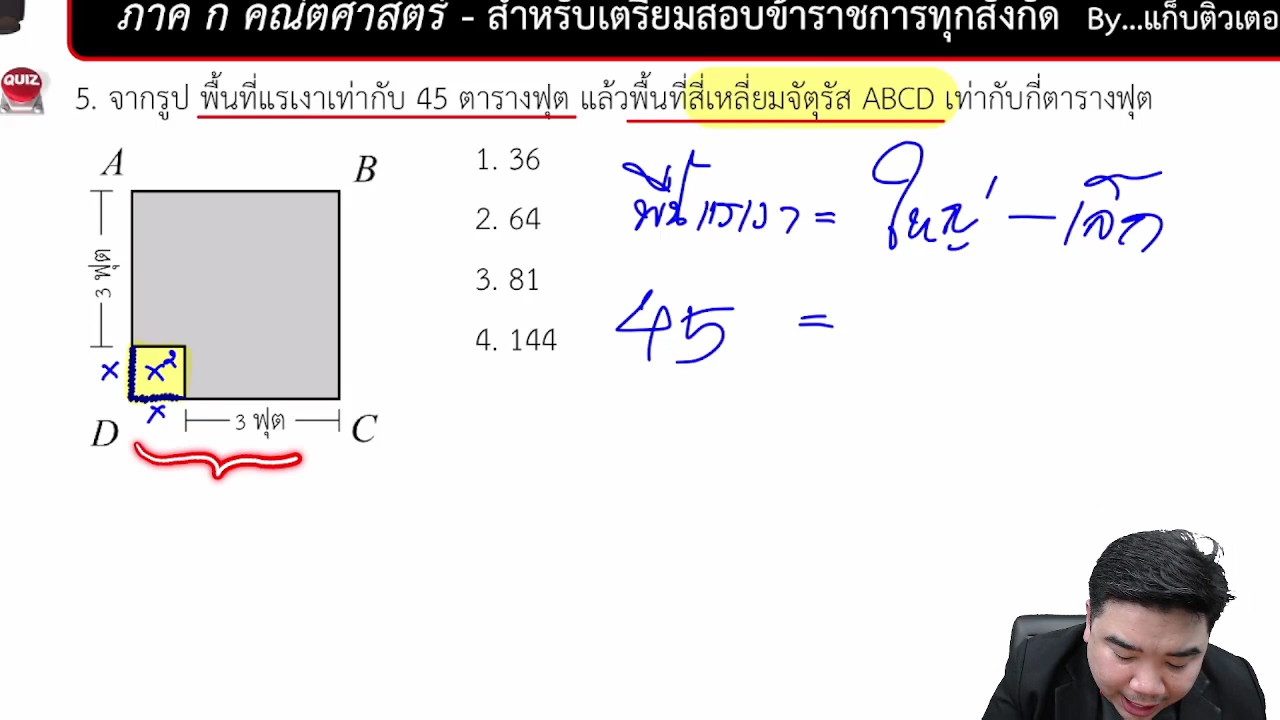 ภาค ก คณิตศาสตร์ - สำหรับเตรียมสอบข้าราชการทุกสังกัด By...แก็บติวเตอ
QUIZ
5. จากรูป พื้นที่แรเงาเท่ากับ 45 ตารางฟุต แล้วพื้นที่สี่เหลี่ยมจัตุรัส ABCD เท่ากับกี่ตารางฟุต
A
B
1. 36
พื้นที่แรเงา = ใหญ่ - เล็ก
2. 64
3 ฟุต
3. 81
45 =
4. 144
x
x²
x
3 ฟุต
D
C